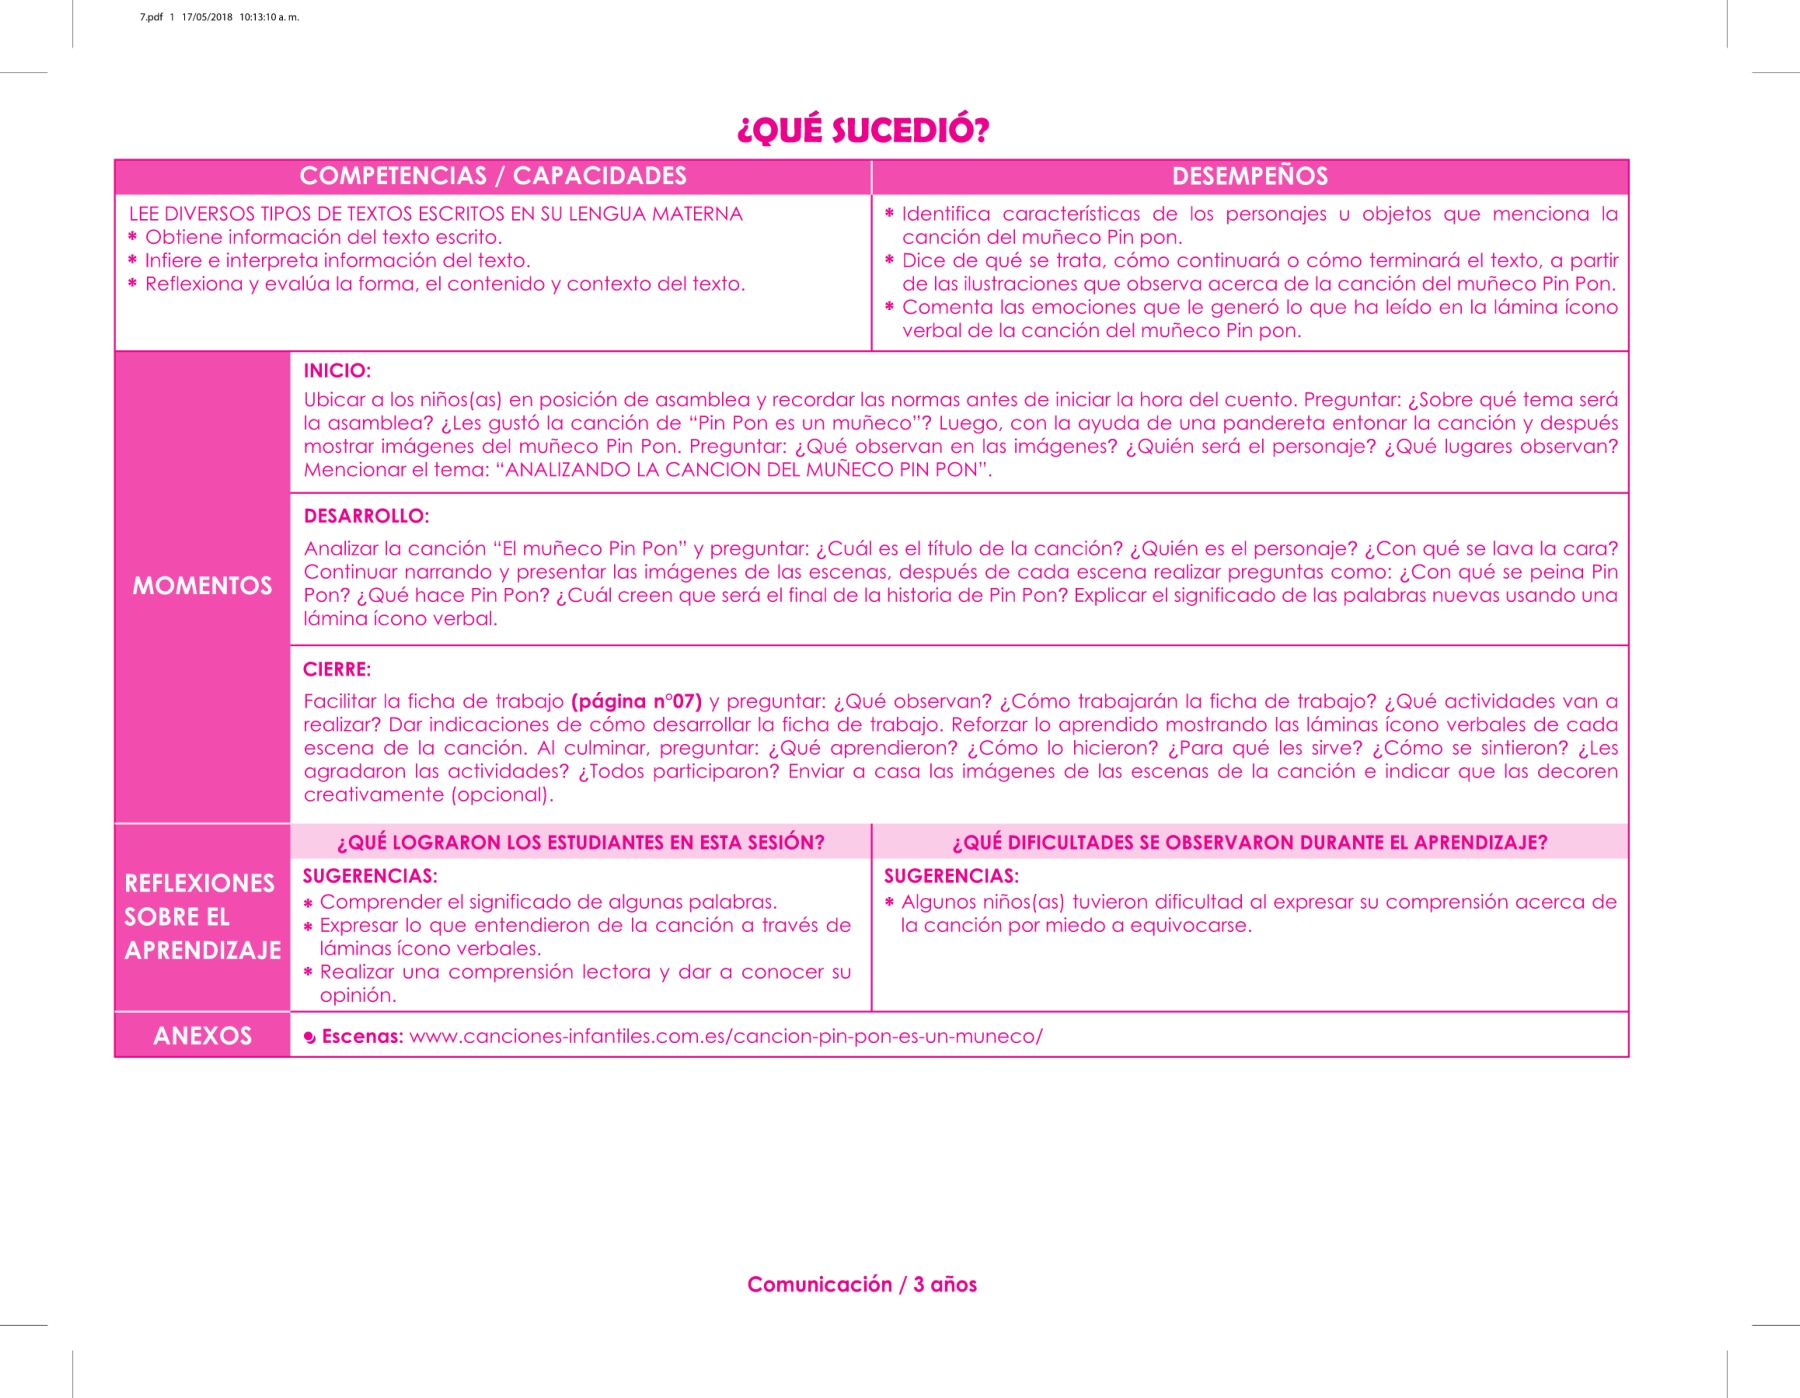 7.pdf 1 17/05/2018 10:13:10 a. m.
¿QUÉ SUCEDIÓ?
COMPETENCIAS / CAPACIDADES
DESEMPEÑOS
LEE DIVERSOS TIPOS DE TEXTOS ESCRITOS EN SU LENGUA MATERNA
* Obtiene información del texto escrito.
* Infiere e interpreta información del texto.
* Reflexiona y evalúa la forma, el contenido y contexto del texto.
* Identifica características de los personajes u objetos que menciona la
canción del muñeco Pin pon.
* Dice de qué se trata, cómo continuará o cómo terminará el texto, a partir
de las ilustraciones que observa acerca de la canción del muñeco Pin Pon.
* Comenta las emociones que le generó lo que ha leído en la lámina ícono
verbal de la canción del muñeco Pin pon.
MOMENTOS
INICIO:
Ubicar a los niños(as) en posición de asamblea y recordar las normas antes de iniciar la hora del cuento. Preguntar: ¿Sobre qué tema será
la asamblea? ¿Les gustó la canción de “Pin Pon es un muñeco”? Luego, con la ayuda de una pandereta entonar la canción y después
mostrar imágenes del muñeco Pin Pon. Preguntar: ¿Qué observan en las imágenes? ¿Quién será el personaje? ¿Qué lugares observan?
Mencionar el tema: “ANALIZANDO LA CANCION DEL MUÑECO PIN PON”.
DESARROLLO:
Analizar la canción “El muñeco Pin Pon” y preguntar: ¿Cuál es el título de la canción? ¿Quién es el personaje? ¿Con qué se lava la cara?
Continuar narrando y presentar las imágenes de las escenas, después de cada escena realizar preguntas como: ¿Con qué se peina Pin
Pon? ¿Qué hace Pin Pon? ¿Cuál creen que será el final de la historia de Pin Pon? Explicar el significado de las palabras nuevas usando una
lámina ícono verbal.
CIERRE:
Facilitar la ficha de trabajo (página n°07) y preguntar: ¿Qué observan? ¿Cómo trabajarán la ficha de trabajo? ¿Qué actividades van a
realizar? Dar indicaciones de cómo desarrollar la ficha de trabajo. Reforzar lo aprendido mostrando las láminas ícono verbales de cada
escena de la canción. Al culminar, preguntar: ¿Qué aprendieron? ¿Cómo lo hicieron? ¿Para qué les sirve? ¿Cómo se sintieron? ¿Les
agradaron las actividades? ¿Todos participaron? Enviar a casa las imágenes de las escenas de la canción e indicar que las decoren
creativamente (opcional).
REFLEXIONES
SOBRE EL
APRENDIZAJE
¿QUÉ LOGRARON LOS ESTUDIANTES EN ESTA SESIÓN?
SUGERENCIAS:
* Comprender el significado de algunas palabras.
* Expresar lo que entendieron de la canción a través de
láminas ícono verbales.
* Realizar una comprensión lectora y dar a conocer su
opinión.
¿QUÉ DIFICULTADES SE OBSERVARON DURANTE EL APRENDIZAJE?
SUGERENCIAS:
* Algunos niños(as) tuvieron dificultad al expresar su comprensión acerca de
la canción por miedo a equivocarse.
ANEXOS
Escenas: www.canciones-infantiles.com.es/cancion-pin-pon-es-un-muneco/
Comunicación / 3 años